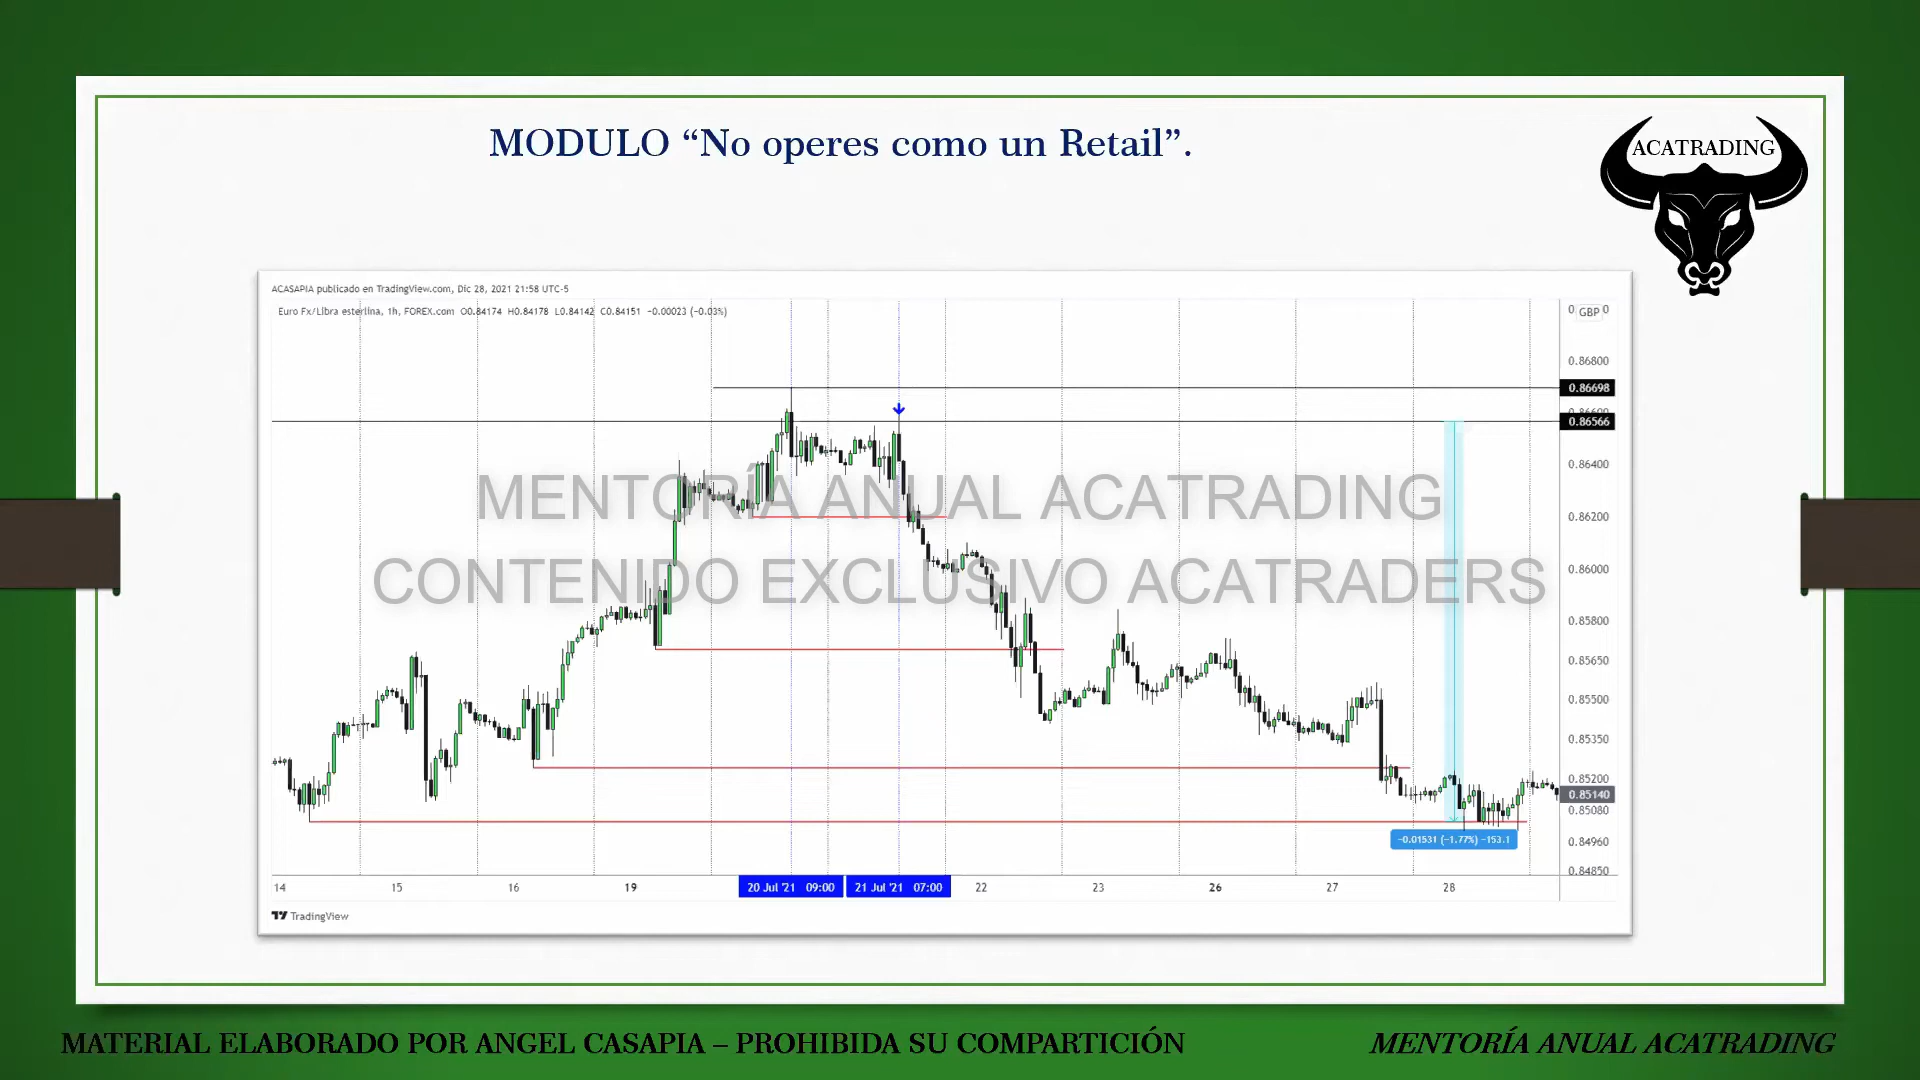 MODULO “No operes como un Retail”.
ACATRADING
ACASAPIA publicado en TradingView.com, Dic 28, 2021 21:58 UTC-5
Euro Fx/Libra esterlina, 1h, FOREX.com O0.84174 H0.84178 L0.84142 C0.84151 −0.00023 (−0.03%)
GBP
0.86800
0.86698
0.86600
0.86566
0.86400
MENTORÍA ANUAL ACATRADING
0.86200
CONTENIDO EXCLUSIVO ACATRADERS
0.86000
0.85800
0.85650
0.85500
0.85350
0.85200
0.85140
0.85080
−0.01531 (−1.77%) −153.1
0.84960
0.84850
14 15 16 19 20 Jul '21 09:00 21 Jul '21 07:00 22 23 26 27 28
TradingView
MATERIAL ELABORADO POR ANGEL CASAPIA – PROHIBIDA SU COMPARTICIÓN
MENTORÍA ANUAL ACATRADING